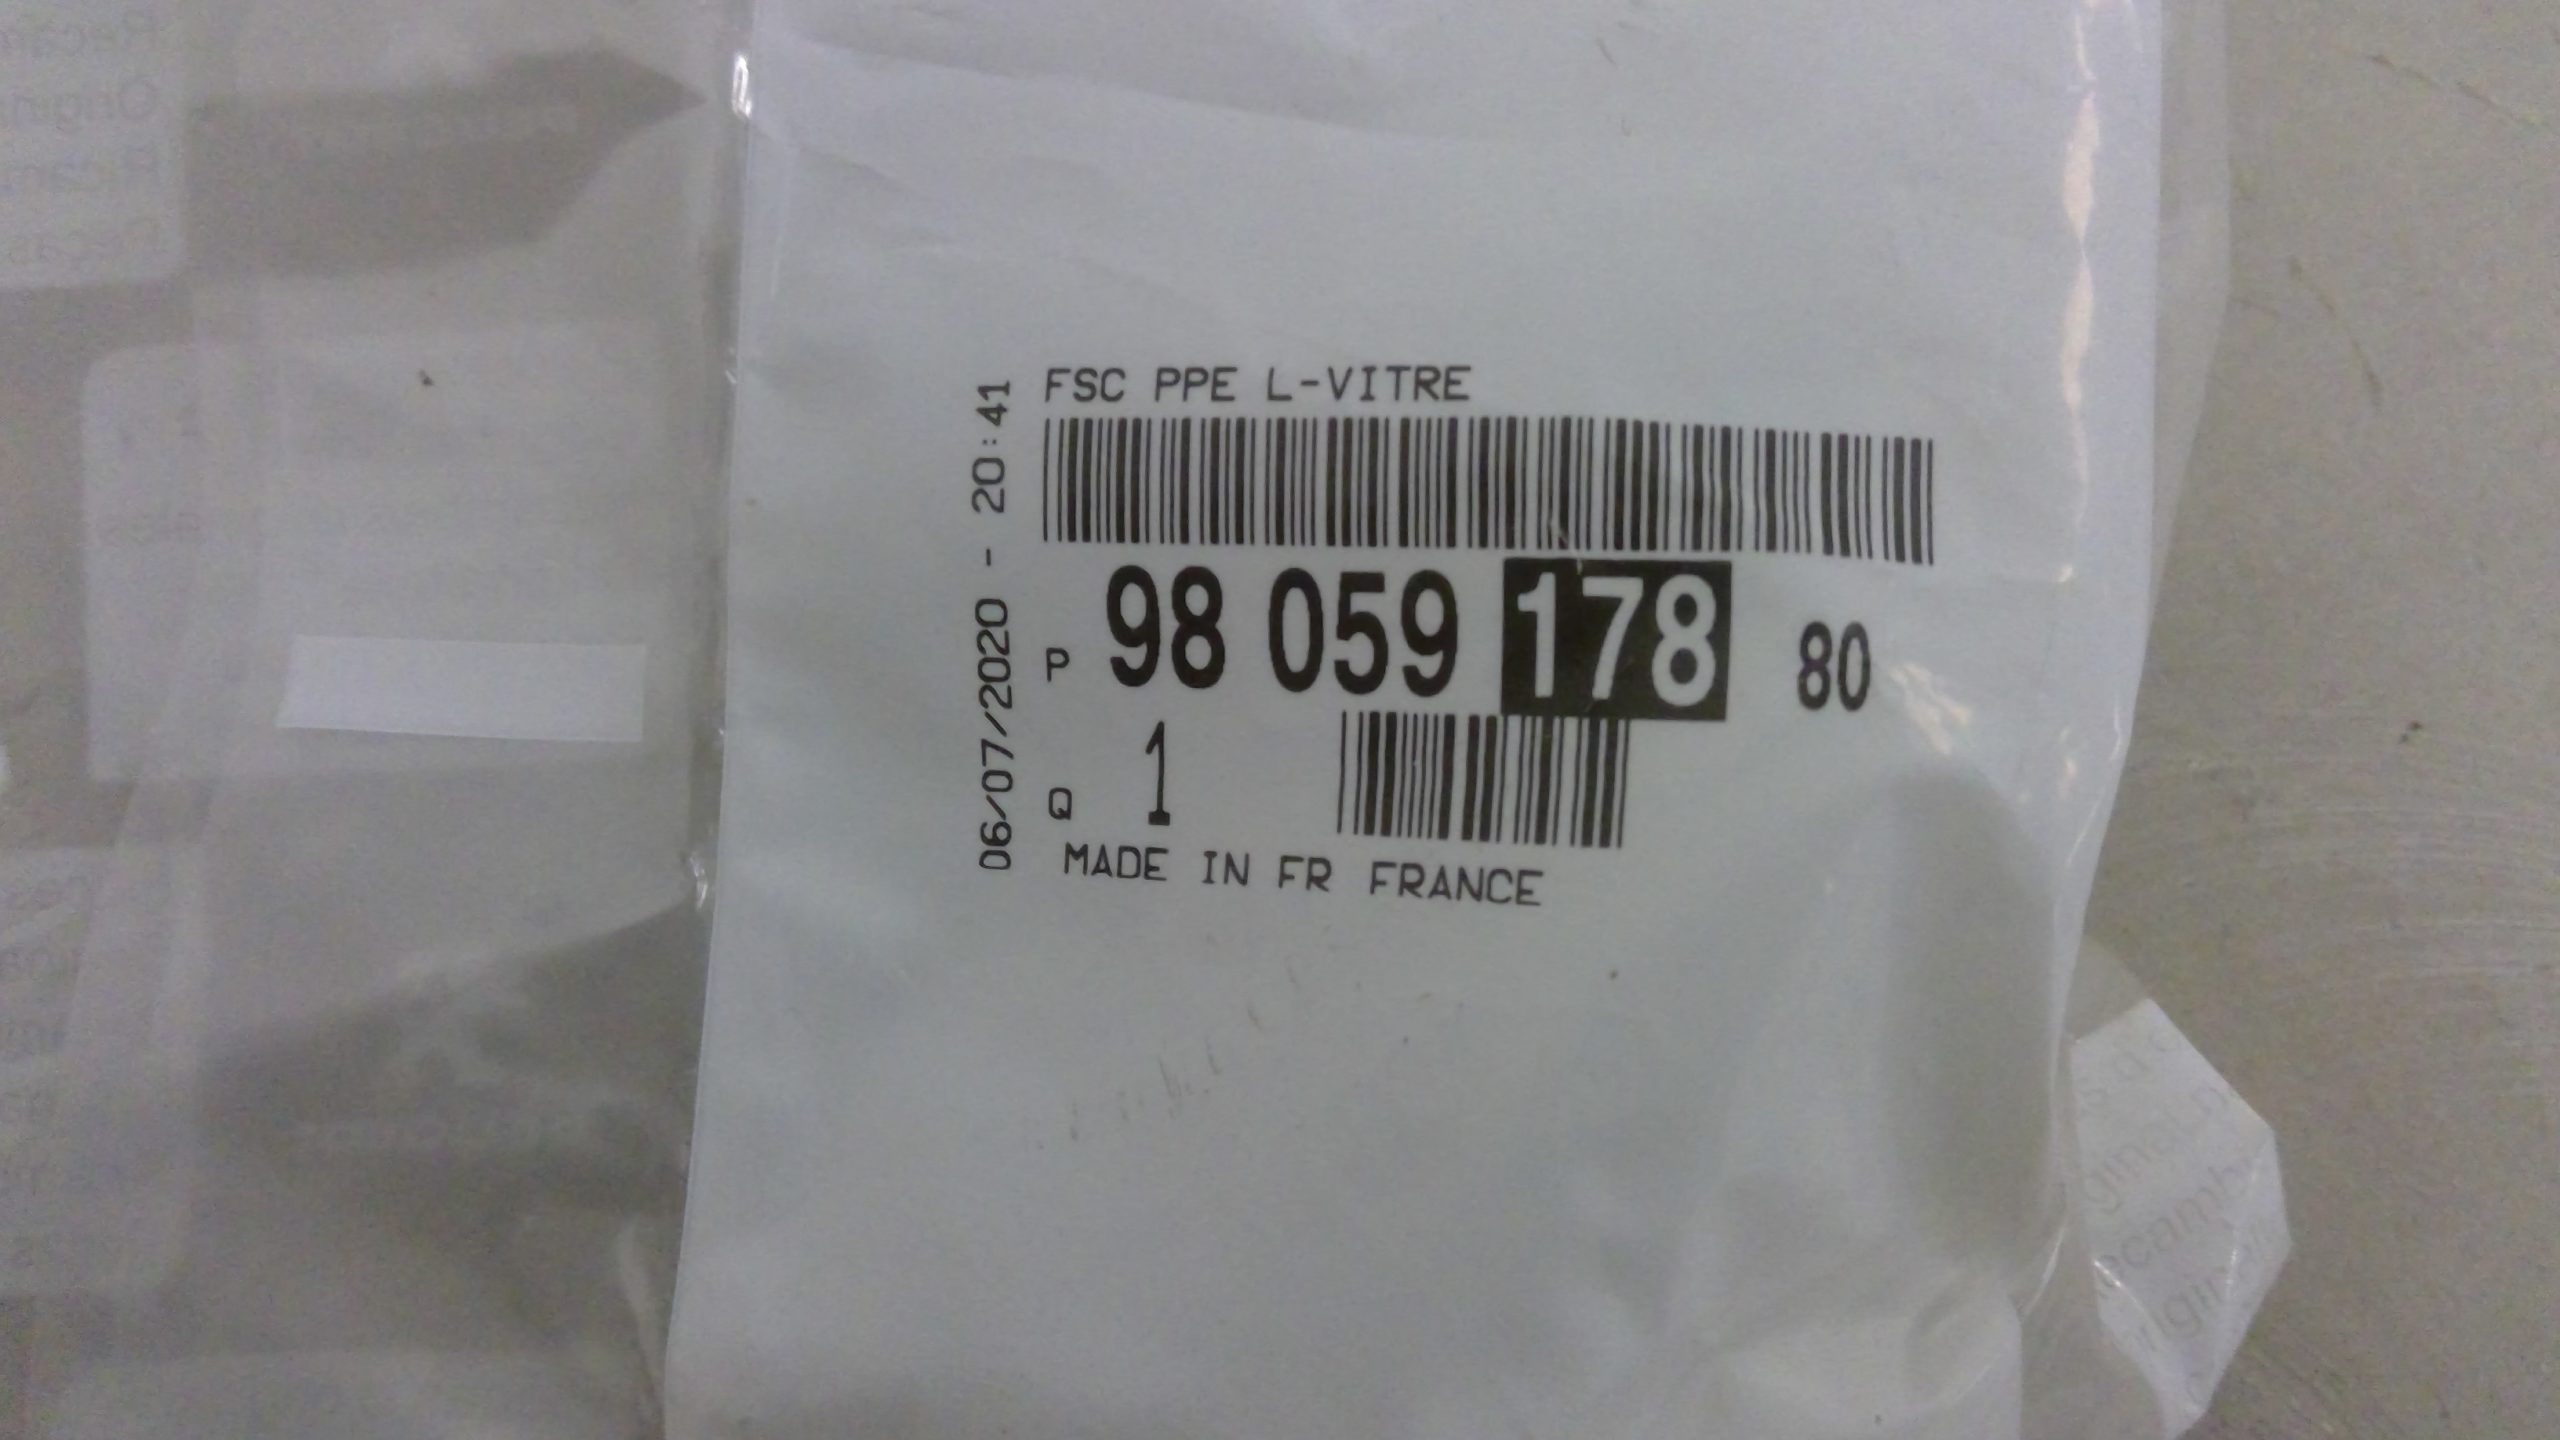 FSC PPE L-VITRE
06/07/2020 - 20:41
P 98 059 178 80
Q 1
MADE IN FR FRANCE